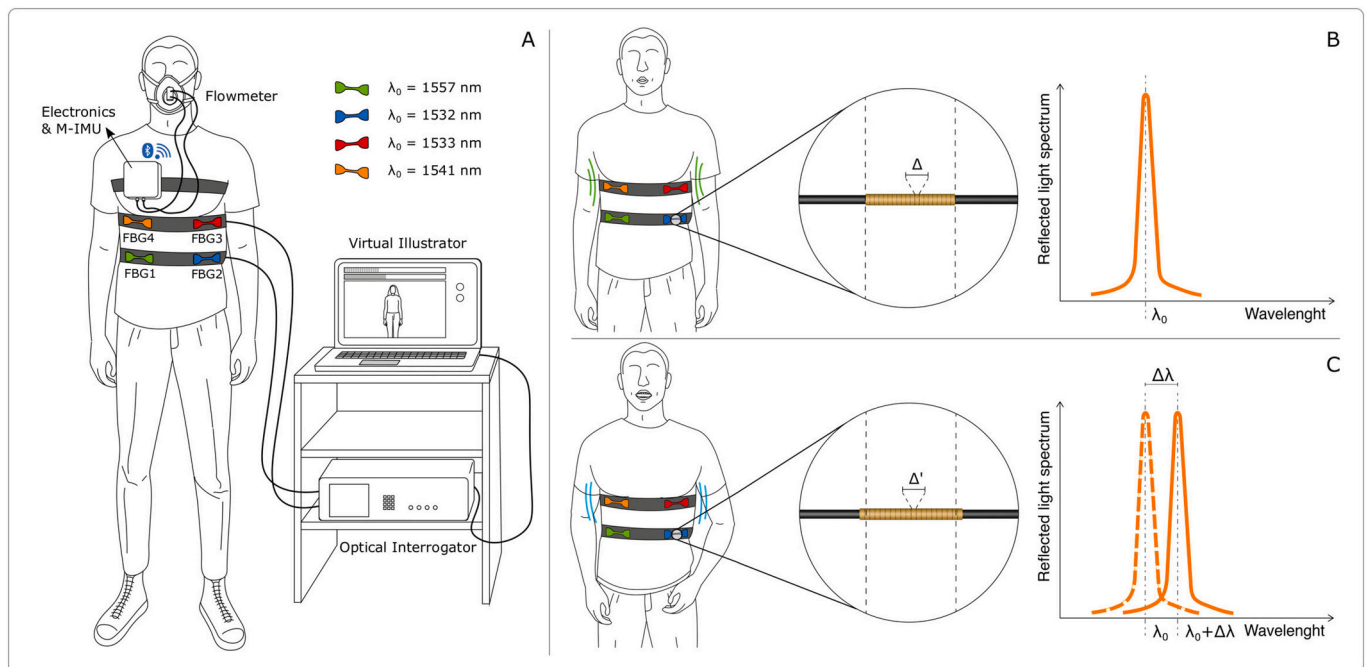 A
Flowmeter
Electronics
& M-IMU
λ₀ = 1557 nm
λ₀ = 1532 nm
λ₀ = 1533 nm
λ₀ = 1541 nm
FBG4
FBG3
FBG1
FBG2
Virtual Illustrator
Optical Interrogator
B
Δ
Reflected light spectrum
λ₀
Wavelenght
C
Δ'
Δλ
Reflected light spectrum
λ₀
λ₀+Δλ
Wavelenght